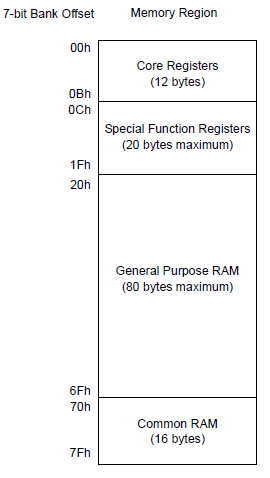 7-bit Bank Offset Memory Region
00h
Core Registers
(12 bytes)
0Bh
0Ch
Special Function Registers
(20 bytes maximum)
1Fh
20h
General Purpose RAM
(80 bytes maximum)
6Fh
70h
Common RAM
(16 bytes)
7Fh